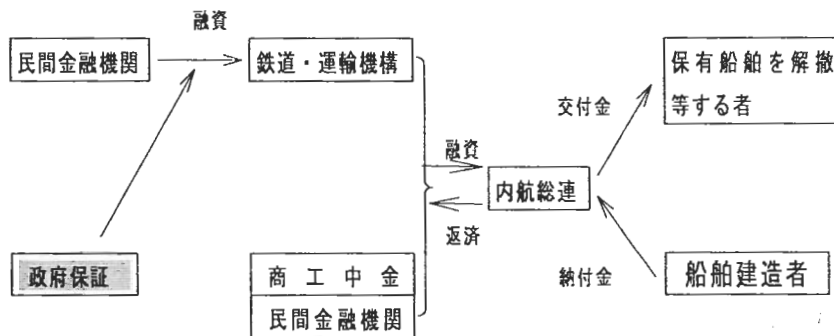 融資
民間金融機関
鉄道・運輸機構
保有船舶を解撤
等する者
交付金
融資
内航総連
返済
政府保証
商工中金
民間金融機関
納付金
船舶建造者